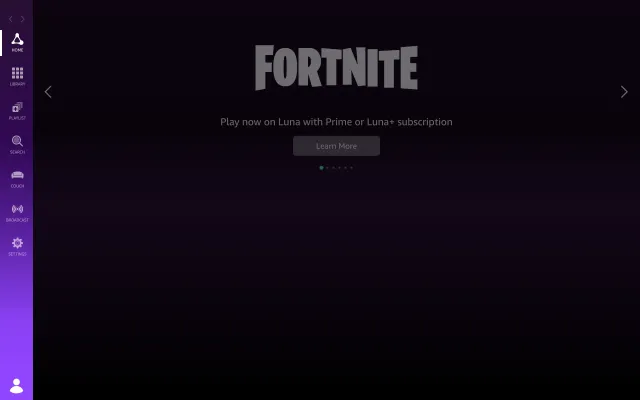 HOME
LIBRARY
PLAYLIST
SEARCH
COUCH
BROADCAST
SETTINGS
FORTNITE
Play now on Luna with Prime or Luna+ subscription
Learn More